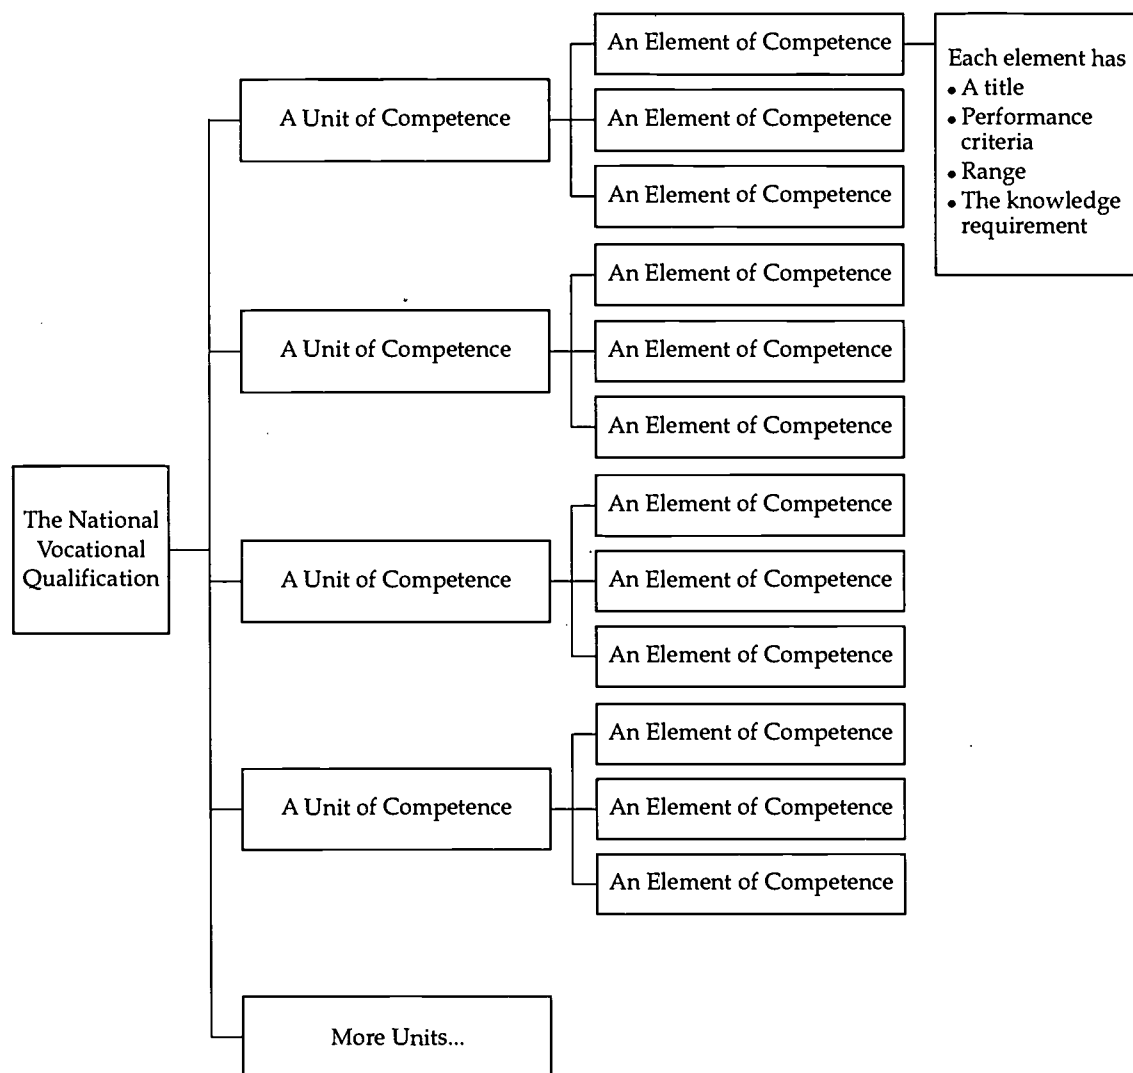 The National
Vocational
Qualification
A Unit of Competence
An Element of Competence
Each element has
• A title
• Performance
criteria
• Range
• The knowledge
requirement
An Element of Competence
An Element of Competence
A Unit of Competence
An Element of Competence
An Element of Competence
An Element of Competence
A Unit of Competence
An Element of Competence
An Element of Competence
An Element of Competence
A Unit of Competence
An Element of Competence
An Element of Competence
An Element of Competence
More Units...